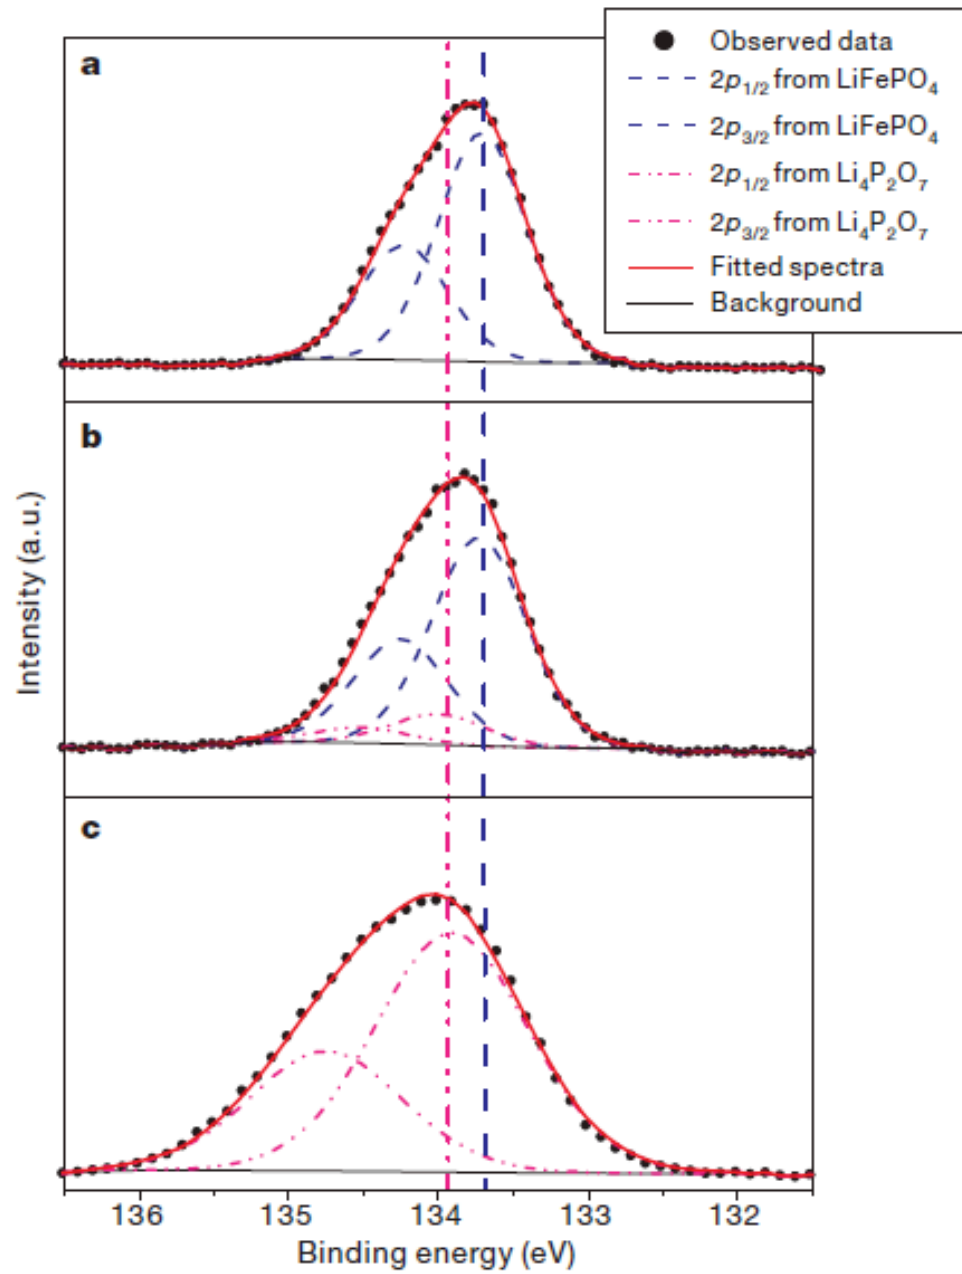 a
Observed data
2p1/2 from LiFePO4
2p3/2 from LiFePO4
2p1/2 from Li4P2O7
2p3/2 from Li4P2O7
Fitted spectra
Background
b
Intensity (a.u.)
c
136 135 134 133 132
Binding energy (eV)